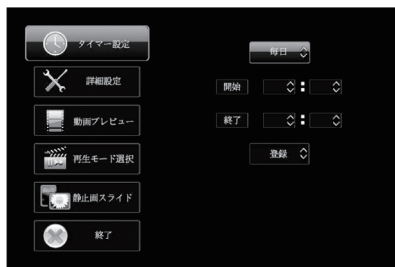 タイマー設定
詳細設定
動画プレビュー
再生モード選択
静止画スライド
終了
毎日
開始 :
終了 :
登録